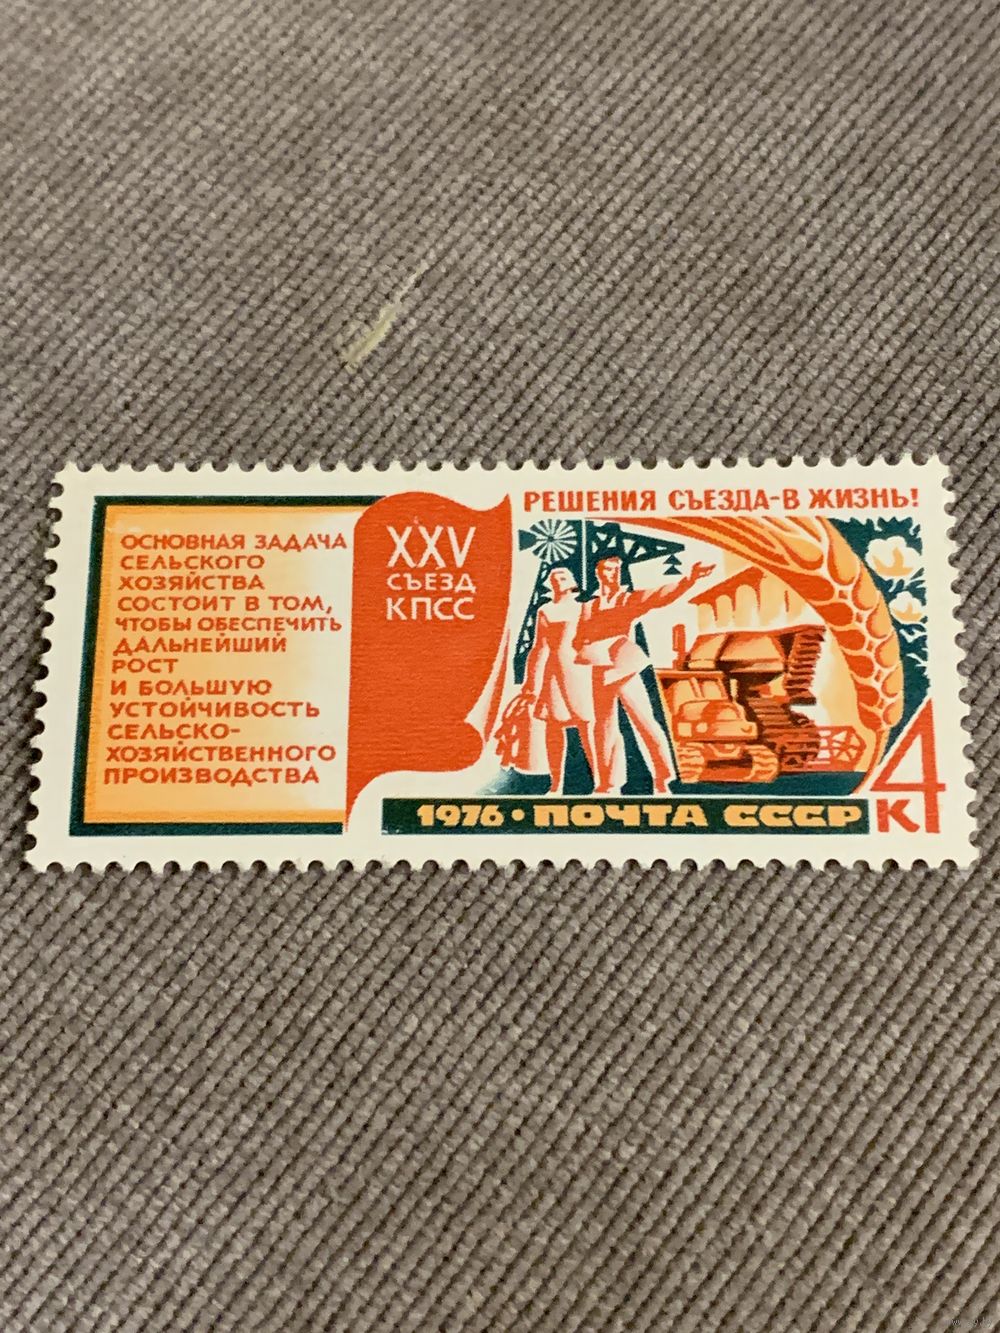 РЕШЕНИЯ СЪЕЗДА-В ЖИЗНЬ!
ОСНОВНАЯ ЗАДАЧА
СЕЛЬСКОГО
ХОЗЯЙСТВА
СОСТОИТ В ТОМ,
ЧТОБЫ ОБЕСПЕЧИТЬ
ДАЛЬНЕЙШИЙ
РОСТ
И БОЛЬШУЮ
УСТОЙЧИВОСТЬ
СЕЛЬСКО-
ХОЗЯЙСТВЕННОГО
ПРОИЗВОДСТВА
XXV
СЪЕЗД
КПСС
4
К
1976 • ПОЧТА СССР